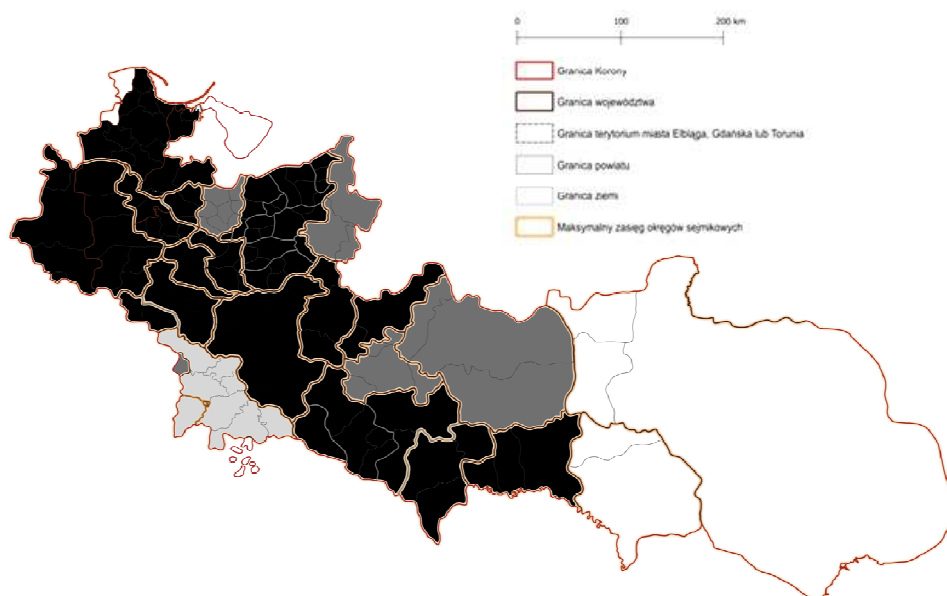 0 100 200 km
Granica Korony
Granica województwa
Granica terytorium miasta Elbląga, Gdańska lub Torunia
Granica powiatu
Granica ziemi
Maksymalny zasięg okręgów sejmikowych